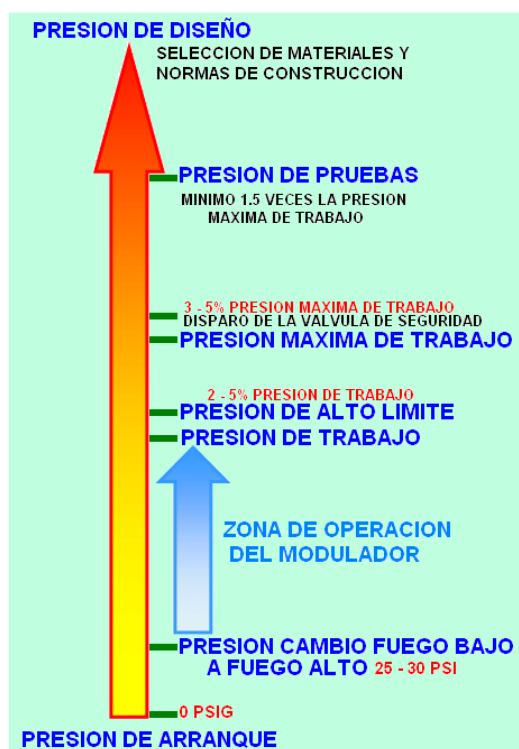 PRESION DE DISEÑO
SELECCION DE MATERIALES Y
NORMAS DE CONSTRUCCION
PRESION DE PRUEBAS
MINIMO 1.5 VECES LA PRESION
MAXIMA DE TRABAJO
3 - 5% PRESION MAXIMA DE TRABAJO
DISPARO DE LA VALVULA DE SEGURIDAD
PRESION MAXIMA DE TRABAJO
2 - 5% PRESION DE TRABAJO
PRESION DE ALTO LIMITE
PRESION DE TRABAJO
ZONA DE OPERACION
DEL MODULADOR
PRESION CAMBIO FUEGO BAJO
A FUEGO ALTO 25 - 30 PSI
0 PSIG
PRESION DE ARRANQUE